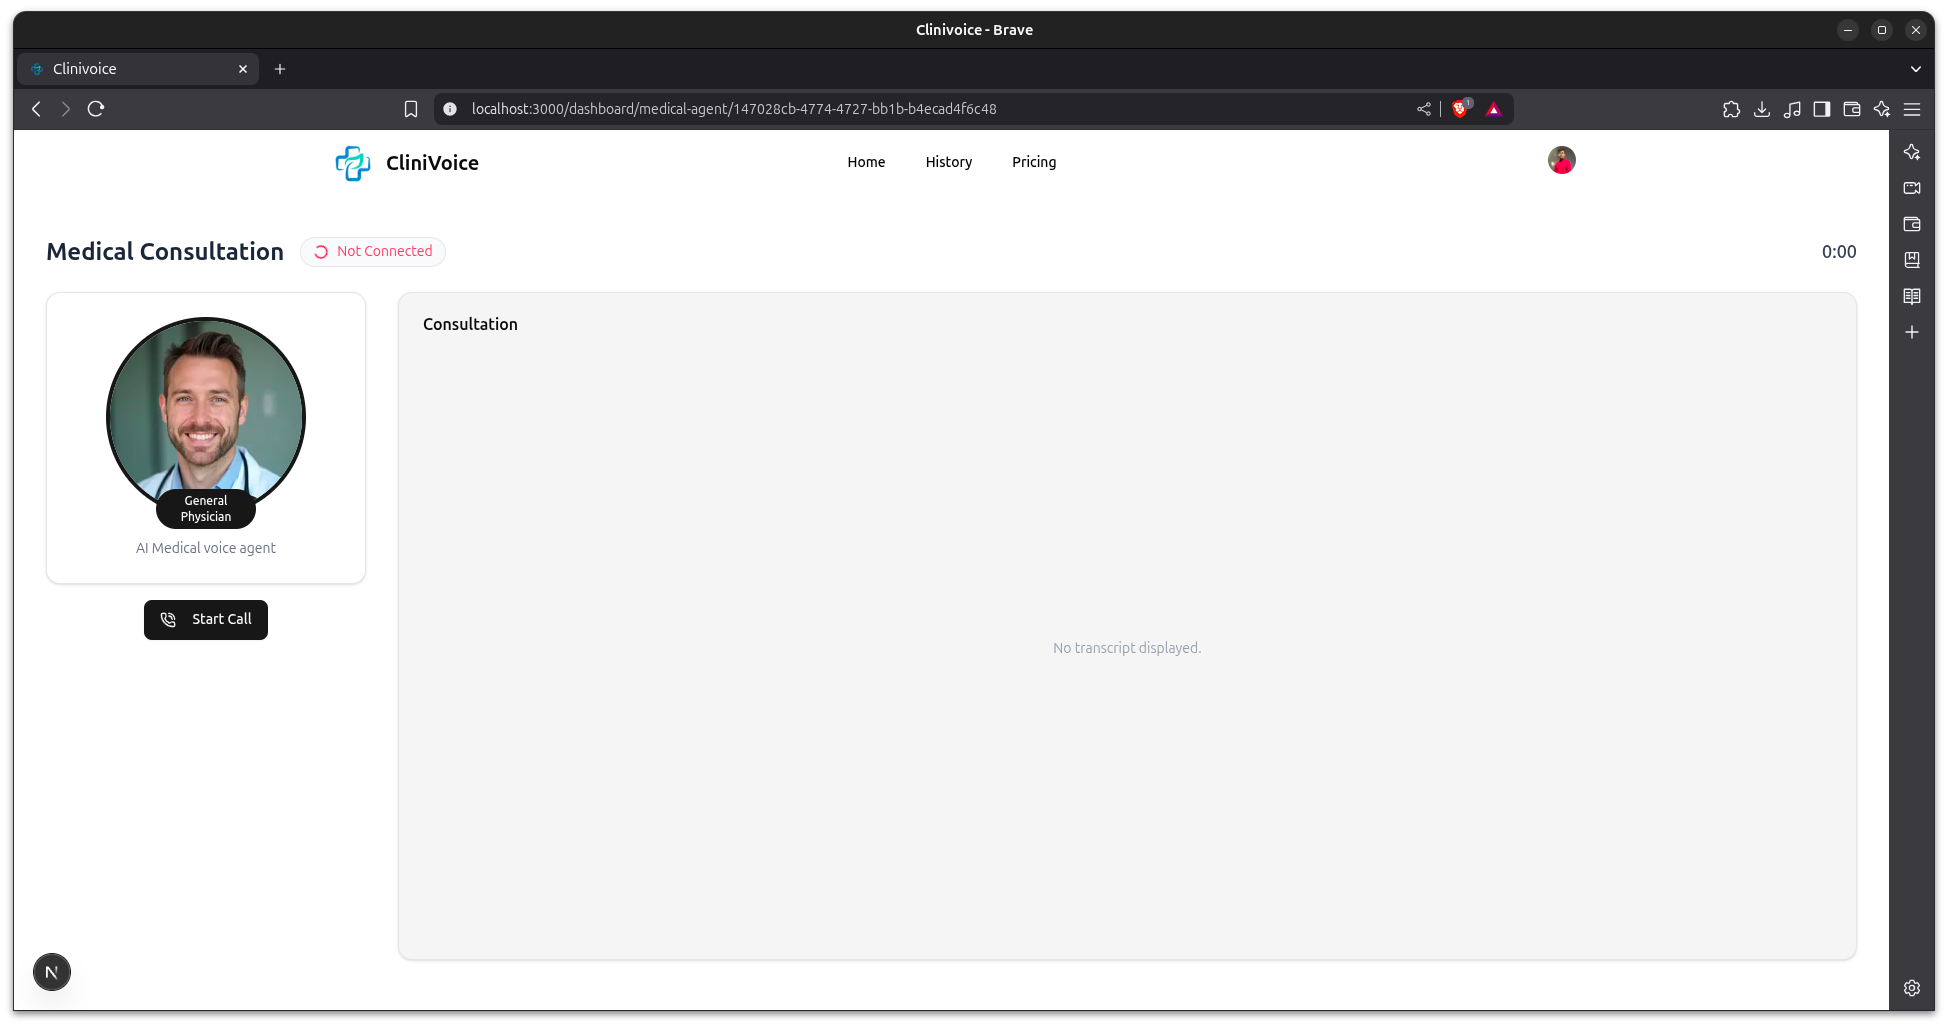 Clinivoice - Brave
Clinivoice
localhost:3000/dashboard/medical-agent/147028cb-4774-4727-bb1b-b4ecad4f6c48
1
CliniVoice
Home
History
Pricing
Medical Consultation
Not Connected
0:00
General
Physician
AI Medical voice agent
Start Call
Consultation
No transcript displayed.
N